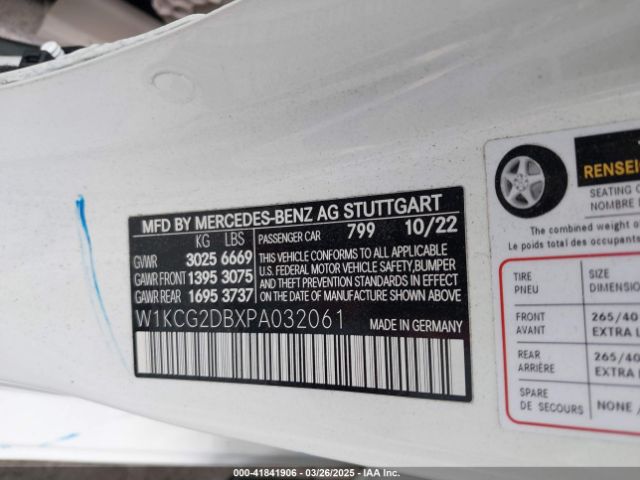 MFD BY MERCEDES-BENZ AG STUTTGART
KG LBS
GVWR 3025 6669
GAWR FRONT 1395 3075
GAWR REAR 1695 3737
PASSENGER CAR 799 10/22
THIS VEHICLE CONFORMS TO ALL APPLICABLE
U.S. FEDERAL MOTOR VEHICLE SAFETY,BUMPER
AND THEFT PREVENTION STANDARDS IN EFFECT
ON THE DATE OF MANUFACTURE SHOWN ABOVE.
W1KCG2DBXPA032061 MADE IN GERMANY
RENSEIGN
SEATING
NOMBRE
The combined weight o
Le poids total des occupant
TIRE SIZE
PNEU DIMENSIO
FRONT 265/40
AVANT EXTRA L
REAR 265/40
ARRIÈRE EXTRA L
SPARE NONE
DE SECOURS
000-41841906 - 03/26/2025 - IAA Inc.